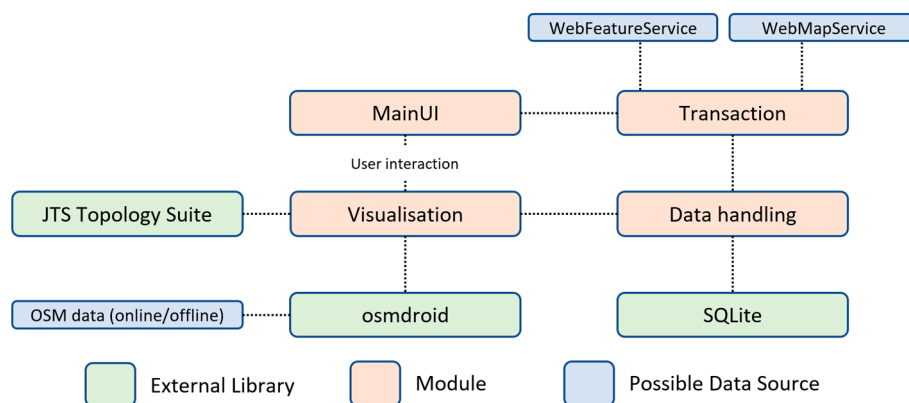 WebFeatureService
WebMapService
MainUI
Transaction
User interaction
JTS Topology Suite
Visualisation
Data handling
OSM data (online/offline)
osmdroid
SQLite
External Library
Module
Possible Data Source